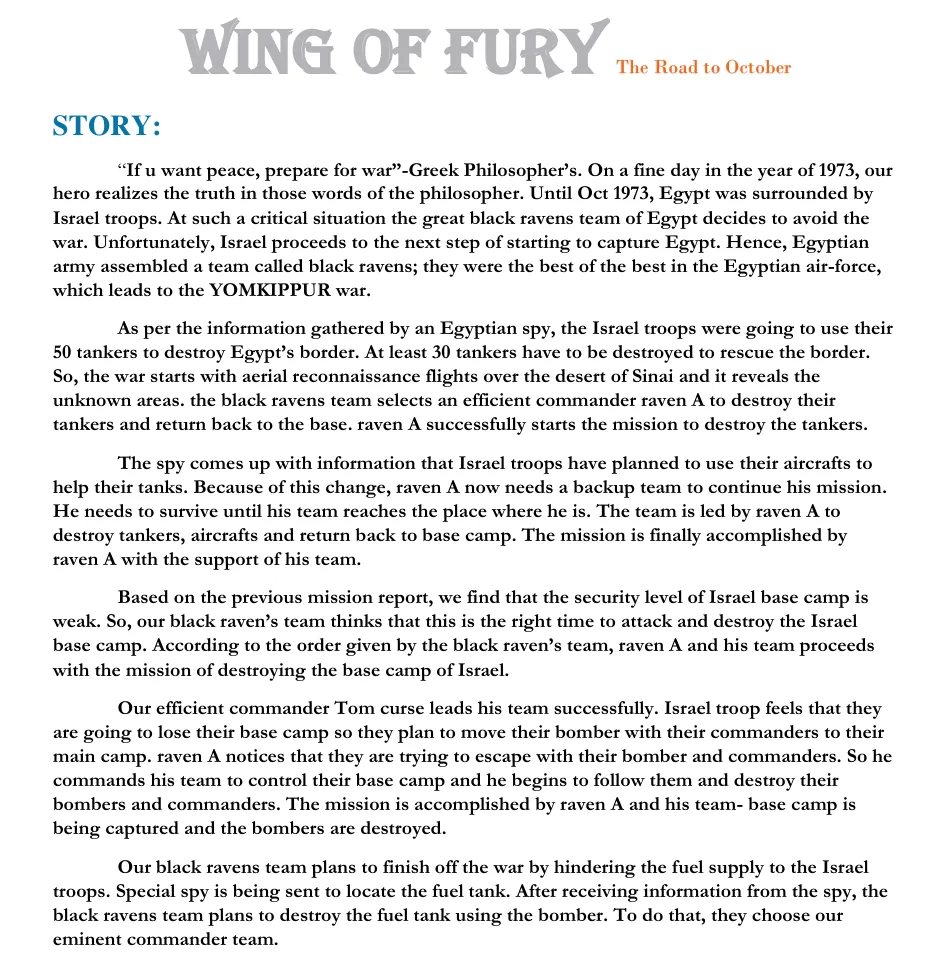 WING OF FURY The Road to October
STORY:
“If u want peace, prepare for war”-Greek Philosopher’s. On a fine day in the year of 1973, our
hero realizes the truth in those words of the philosopher. Until Oct 1973, Egypt was surrounded by
Israel troops. At such a critical situation the great black ravens team of Egypt decides to avoid the
war. Unfortunately, Israel proceeds to the next step of starting to capture Egypt. Hence, Egyptian
army assembled a team called black ravens; they were the best of the best in the Egyptian air-force,
which leads to the YOMKIPPUR war.
As per the information gathered by an Egyptian spy, the Israel troops were going to use their
50 tankers to destroy Egypt’s border. At least 30 tankers have to be destroyed to rescue the border.
So, the war starts with aerial reconnaissance flights over the desert of Sinai and it reveals the
unknown areas. the black ravens team selects an efficient commander raven A to destroy their
tankers and return back to the base. raven A successfully starts the mission to destroy the tankers.
The spy comes up with information that Israel troops have planned to use their aircrafts to
help their tanks. Because of this change, raven A now needs a backup team to continue his mission.
He needs to survive until his team reaches the place where he is. The team is led by raven A to
destroy tankers, aircrafts and return back to base camp. The mission is finally accomplished by
raven A with the support of his team.
Based on the previous mission report, we find that the security level of Israel base camp is
weak. So, our black raven’s team thinks that this is the right time to attack and destroy the Israel
base camp. According to the order given by the black raven’s team, raven A and his team proceeds
with the mission of destroying the base camp of Israel.
Our efficient commander Tom curse leads his team successfully. Israel troop feels that they
are going to lose their base camp so they plan to move their bomber with their commanders to their
main camp. raven A notices that they are trying to escape with their bomber and commanders. So he
commands his team to control their base camp and he begins to follow them and destroy their
bombers and commanders. The mission is accomplished by raven A and his team- base camp is
being captured and the bombers are destroyed.
Our black ravens team plans to finish off the war by hindering the fuel supply to the Israel
troops. Special spy is being sent to locate the fuel tank. After receiving information from the spy, the
black ravens team plans to destroy the fuel tank using the bomber. To do that, they choose our
eminent commander team.